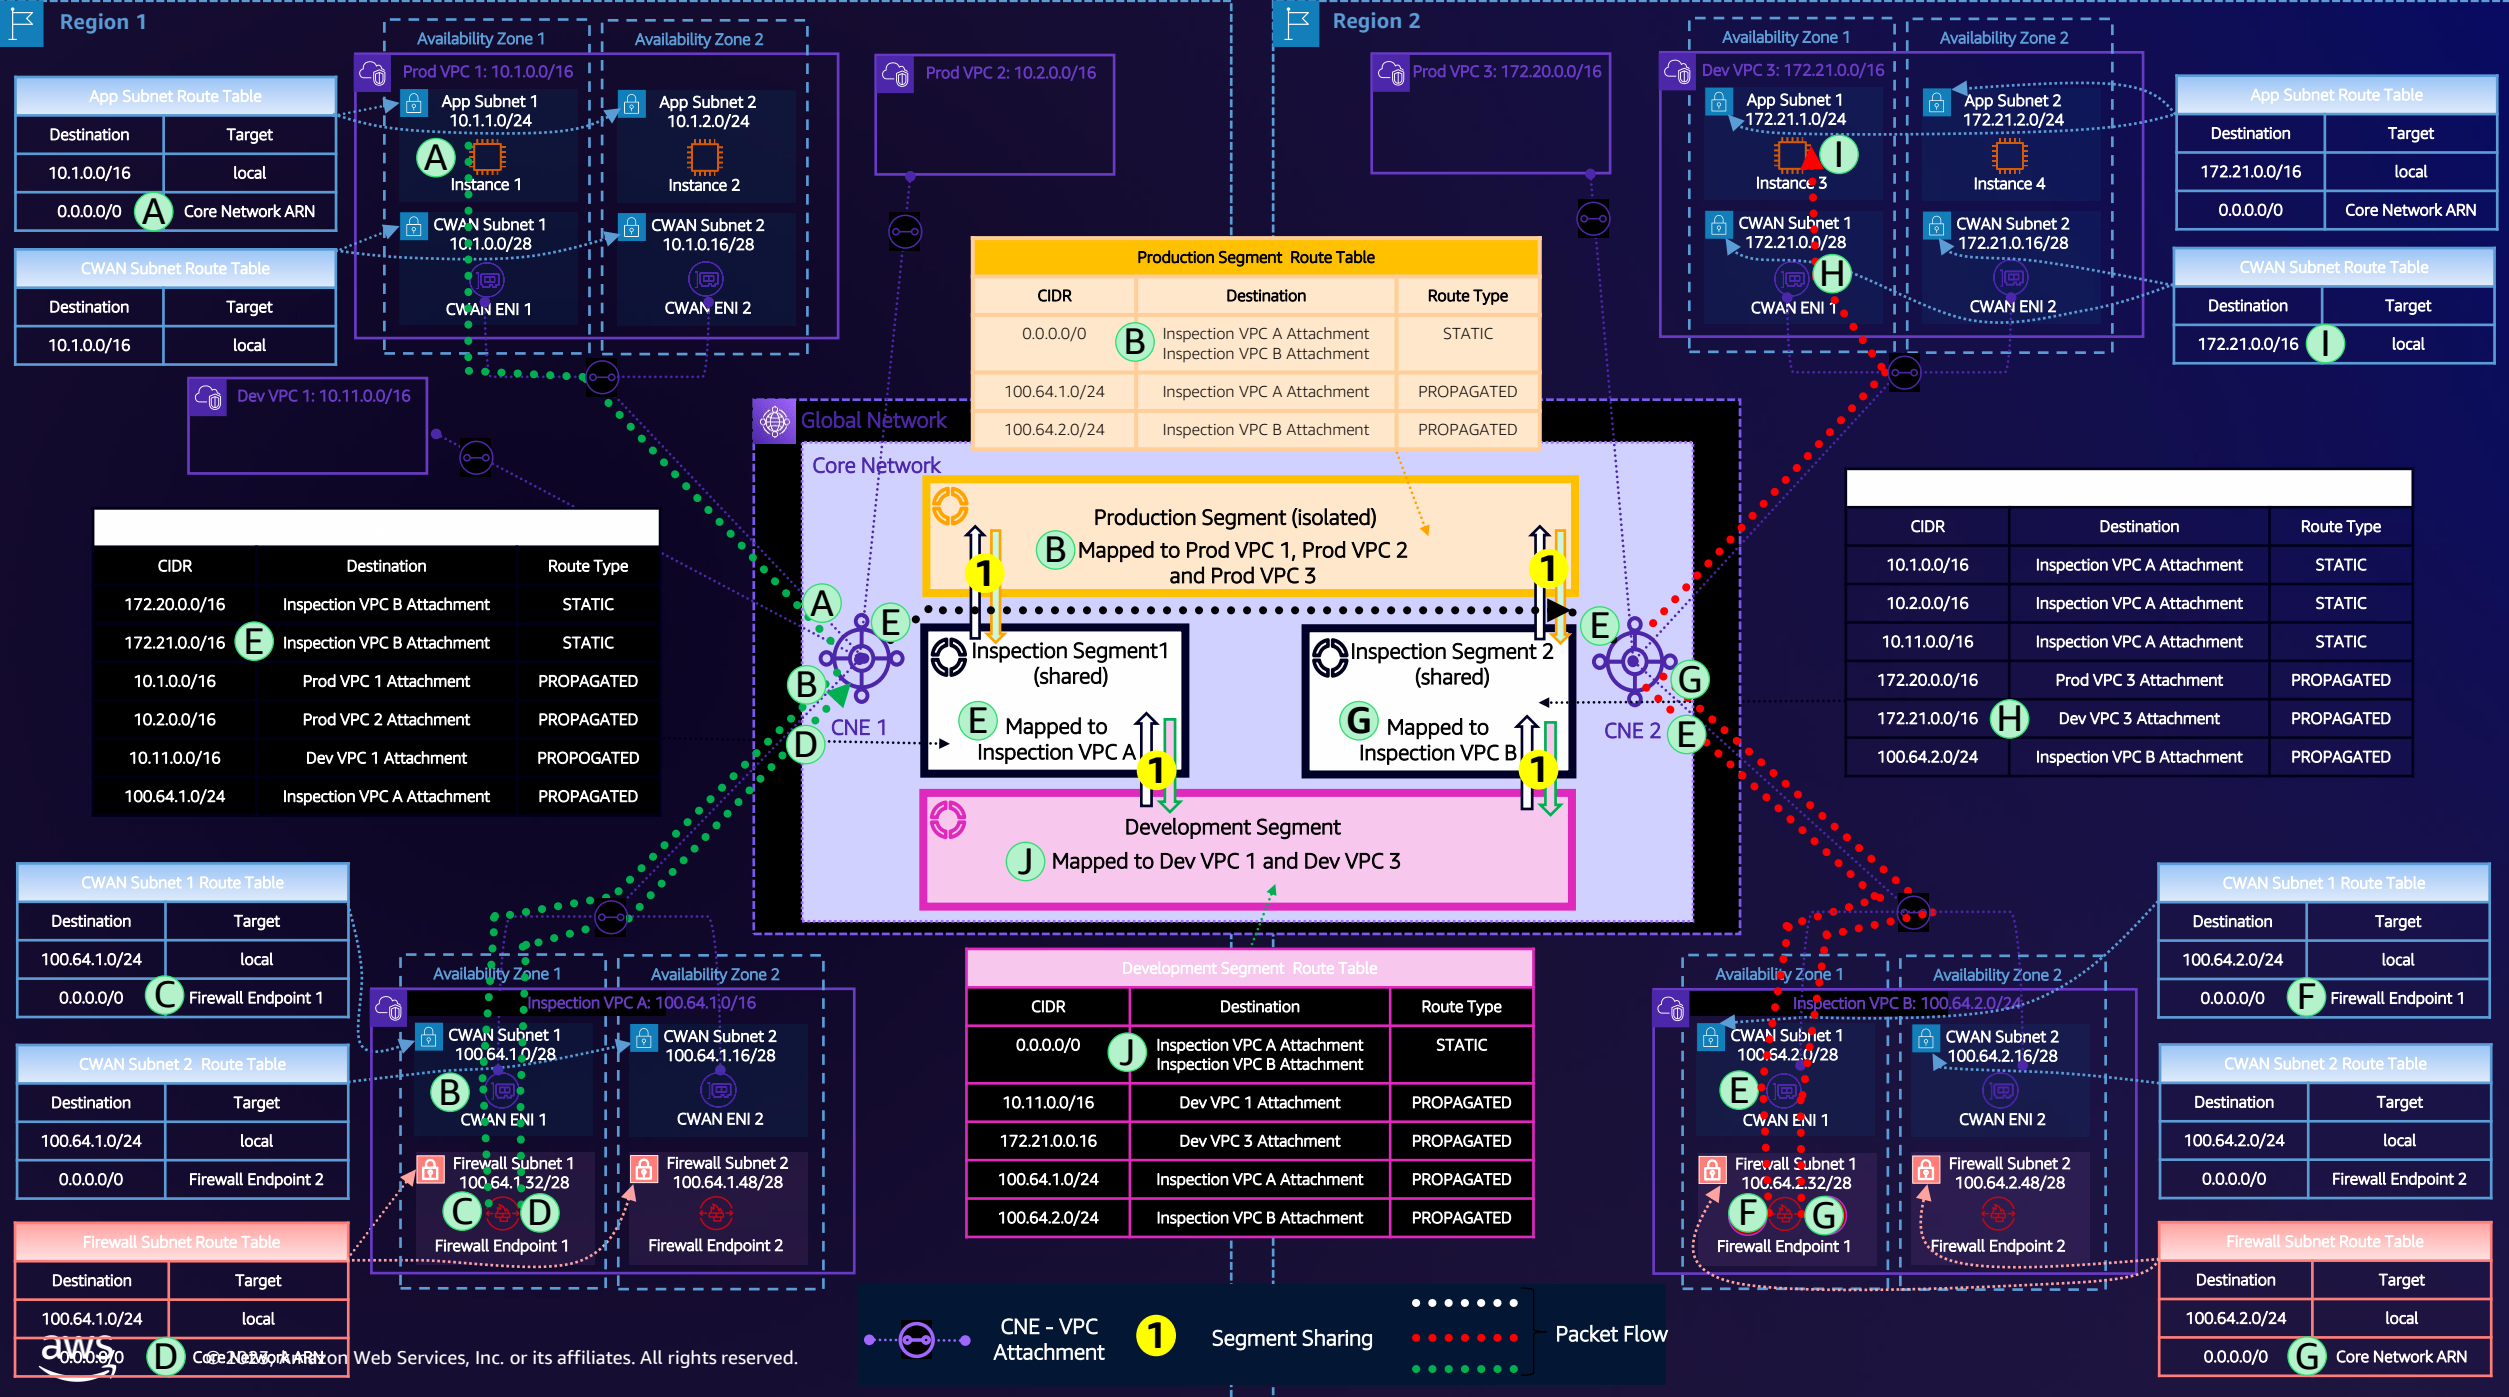 Region 1
Region 2
Availability Zone 1
Availability Zone 2
Prod VPC 1: 10.1.0.0/16
App Subnet 1
10.1.1.0/24
A
Instance 1
App Subnet 2
10.1.2.0/24
Instance 2
CWAN Subnet 1
10.1.0.0/28
CWAN ENI 1
CWAN Subnet 2
10.1.0.16/28
CWAN ENI 2
App Subnet Route Table
Destination Target
10.1.0.0/16 local
0.0.0.0/0 A Core Network ARN
CWAN Subnet Route Table
Destination Target
10.1.0.0/16 local
Prod VPC 2: 10.2.0.0/16
Prod VPC 3: 172.20.0.0/16
Availability Zone 1
Availability Zone 2
Dev VPC 3: 172.21.0.0/16
App Subnet 1
172.21.1.0/24
I
Instance 3
App Subnet 2
172.21.2.0/24
Instance 4
CWAN Subnet 1
172.21.0.0/28
H
CWAN ENI 1
CWAN Subnet 2
172.21.0.16/28
CWAN ENI 2
App Subnet Route Table
Destination Target
172.21.0.0/16 local
0.0.0.0/0 Core Network ARN
CWAN Subnet Route Table
Destination Target
172.21.0.0/16 I local
Dev VPC 1: 10.11.0.0/16
Production Segment Route Table
CIDR Destination Route Type
0.0.0.0/0 B Inspection VPC A Attachment STATIC
Inspection VPC B Attachment
100.64.1.0/24 Inspection VPC A Attachment PROPAGATED
100.64.2.0/24 Inspection VPC B Attachment PROPAGATED
Global Network
Core Network
Production Segment (isolated)
B Mapped to Prod VPC 1, Prod VPC 2
and Prod VPC 3
1
1
A
E
B
D
CNE 1
E
G
E
CNE 2
Inspection Segment1
(shared)
E Mapped to
Inspection VPC A
1
Inspection Segment 2
(shared)
G Mapped to
Inspection VPC B
1
Development Segment
J Mapped to Dev VPC 1 and Dev VPC 3
CIDR Destination Route Type
172.20.0.0/16 Inspection VPC B Attachment STATIC
172.21.0.0/16 E Inspection VPC B Attachment STATIC
10.1.0.0/16 Prod VPC 1 Attachment PROPAGATED
10.2.0.0/16 Prod VPC 2 Attachment PROPAGATED
10.11.0.0/16 Dev VPC 1 Attachment PROPOGATED
100.64.1.0/24 Inspection VPC A Attachment PROPAGATED
CIDR Destination Route Type
10.1.0.0/16 Inspection VPC A Attachment STATIC
10.2.0.0/16 Inspection VPC A Attachment STATIC
10.11.0.0/16 Inspection VPC A Attachment STATIC
172.20.0.0/16 Prod VPC 3 Attachment PROPAGATED
172.21.0.0/16 H Dev VPC 3 Attachment PROPAGATED
100.64.2.0/24 Inspection VPC B Attachment PROPAGATED
CWAN Subnet 1 Route Table
Destination Target
100.64.1.0/24 local
0.0.0.0/0 C Firewall Endpoint 1
CWAN Subnet 2 Route Table
Destination Target
100.64.1.0/24 local
0.0.0.0/0 Firewall Endpoint 2
Firewall Subnet Route Table
Destination Target
100.64.1.0/24 local
0.0.0.0/0 D Core Network ARN
Availability Zone 1
Availability Zone 2
Inspection VPC A: 100.64.1.0/16
CWAN Subnet 1
100.64.1.0/28
B
CWAN ENI 1
CWAN Subnet 2
100.64.1.16/28
CWAN ENI 2
Firewall Subnet 1
100.64.1.32/28
C D
Firewall Endpoint 1
Firewall Subnet 2
100.64.1.48/28
Firewall Endpoint 2
Development Segment Route Table
CIDR Destination Route Type
0.0.0.0/0 J Inspection VPC A Attachment STATIC
Inspection VPC B Attachment
10.11.0.0/16 Dev VPC 1 Attachment PROPAGATED
172.21.0.0.16 Dev VPC 3 Attachment PROPAGATED
100.64.1.0/24 Inspection VPC A Attachment PROPAGATED
100.64.2.0/24 Inspection VPC B Attachment PROPAGATED
Availability Zone 1
Availability Zone 2
Inspection VPC B: 100.64.2.0/24
CWAN Subnet 1
100.64.2.0/28
E
CWAN ENI 1
CWAN Subnet 2
100.64.2.16/28
CWAN ENI 2
Firewall Subnet 1
100.64.2.32/28
F G
Firewall Endpoint 1
Firewall Subnet 2
100.64.2.48/28
Firewall Endpoint 2
CWAN Subnet 1 Route Table
Destination Target
100.64.2.0/24 local
0.0.0.0/0 F Firewall Endpoint 1
CWAN Subnet 2 Route Table
Destination Target
100.64.2.0/24 local
0.0.0.0/0 Firewall Endpoint 2
Firewall Subnet Route Table
Destination Target
100.64.2.0/24 local
0.0.0.0/0 G Core Network ARN
CNE - VPC
Attachment
1 Segment Sharing
Packet Flow
aws
© 2023, Amazon Web Services, Inc. or its affiliates. All rights reserved.